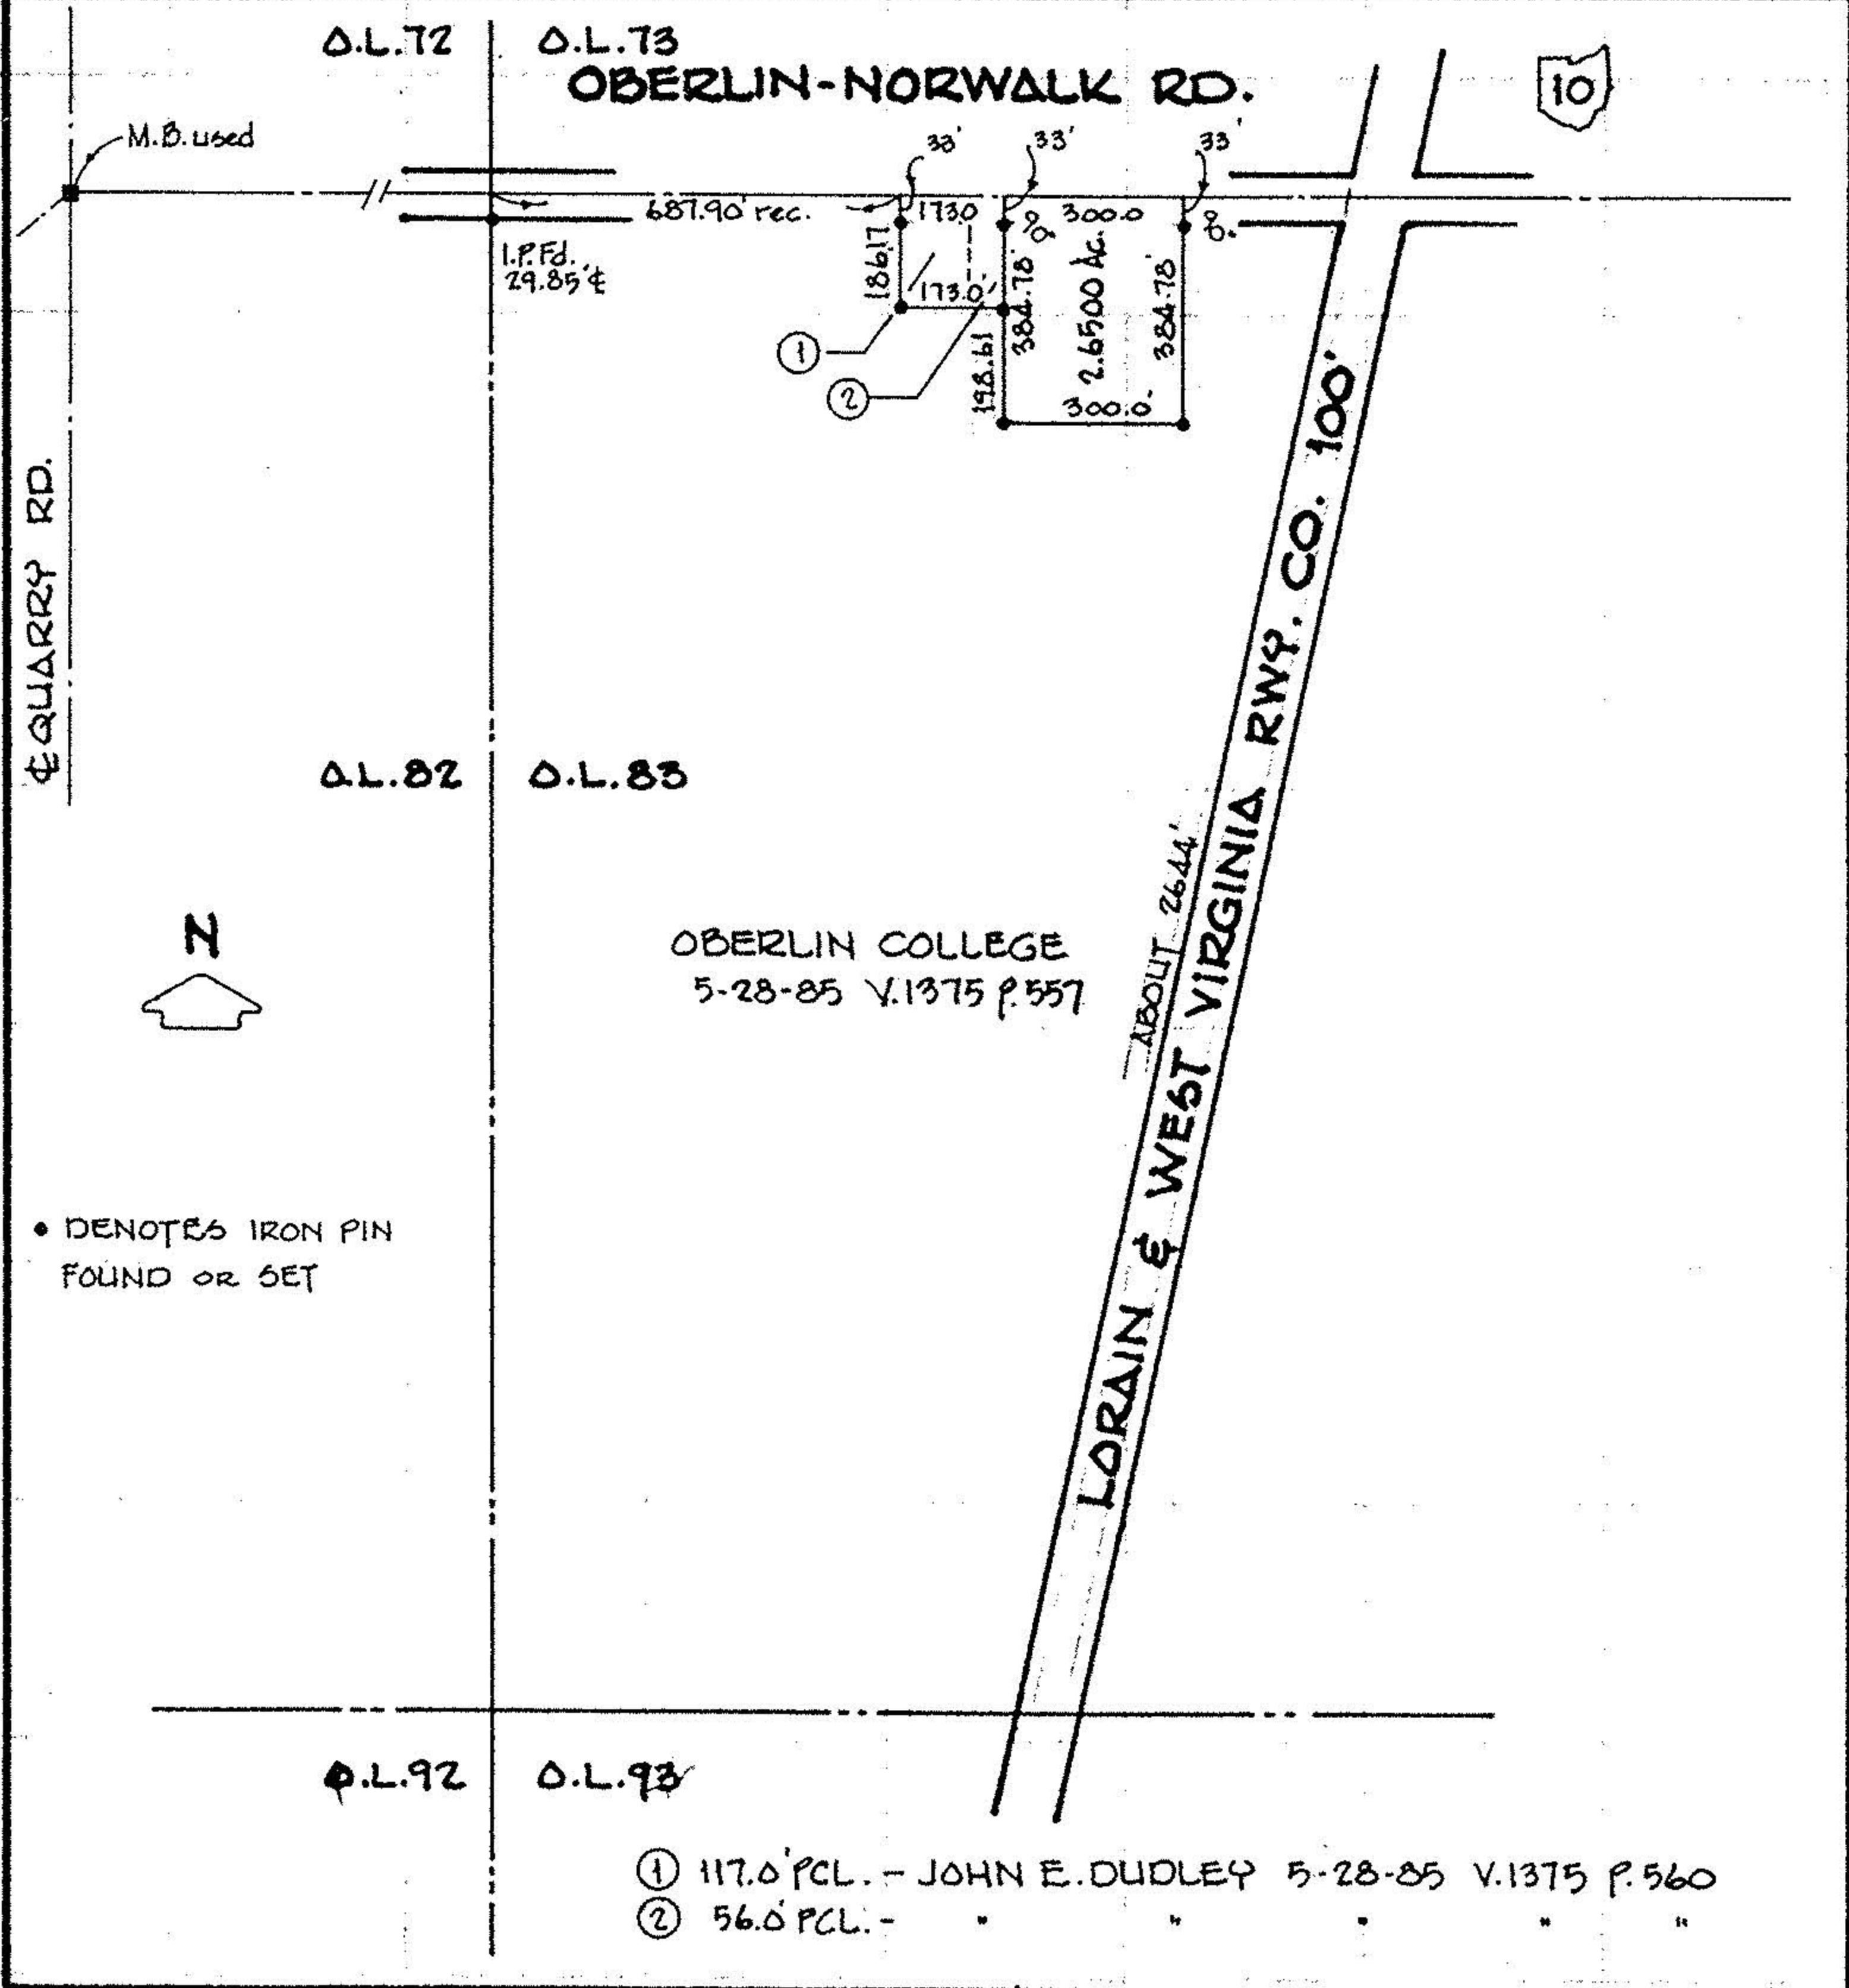 O.L.72
O.L.73
OBERLIN-NORWALK RD.
10
M.B. used
33'
33'
33'
687.90' rec.
173.0
300.0
I.P.Fd.
29.85' ℄
186.17
173.0'
384.78'
2.6500 Ac.
384.78'
198.61
300.0'
1
2
℄ QUARRY RD.
O.L.82
O.L.83
LORAIN & WEST VIRGINIA RWY. CO. 100'
ABOUT 2644'
N
OBERLIN COLLEGE
5-28-85 V.1375 P.557
• DENOTES IRON PIN
FOUND OR SET
O.L.92
O.L.93
① 117.0' PCL. - JOHN E. DUDLEY 5-28-85 V.1375 P.560
② 56.0' PCL. - " " " " "